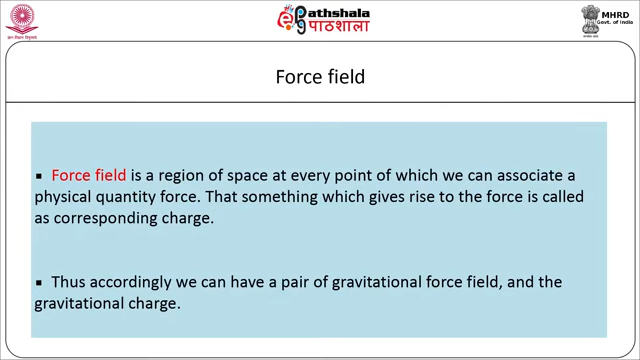 Pathshala
पाठशाला
MHRD
Govt. of India
Force field
▪ Force field is a region of space at every point of which we can associate a
physical quantity force. That something which gives rise to the force is called
as corresponding charge.
▪ Thus accordingly we can have a pair of gravitational force field, and the
gravitational charge.